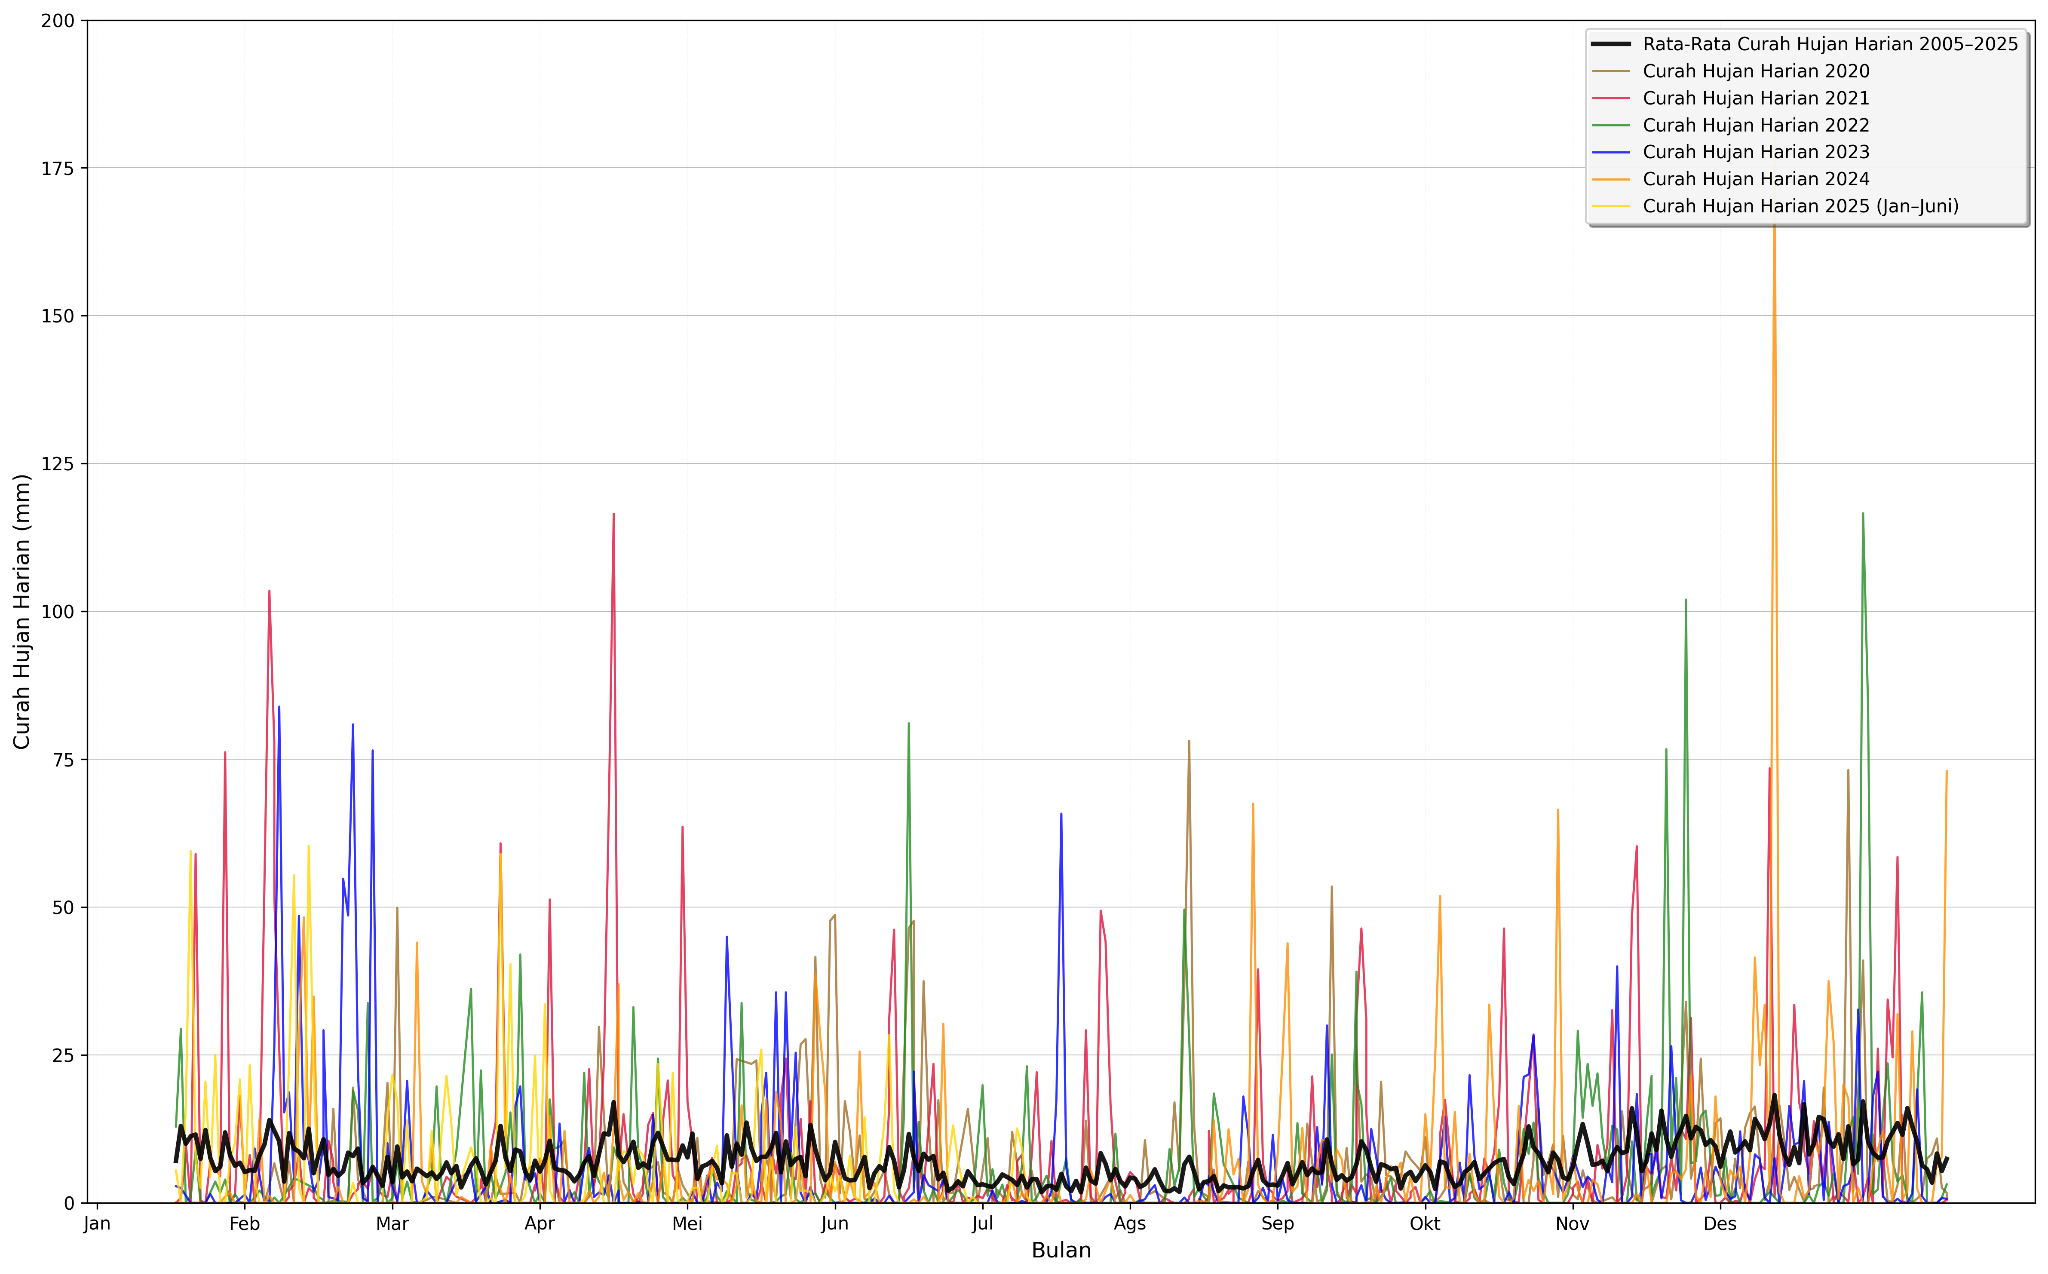 200
175
150
125
100
75
50
25
0
Curah Hujan Harian (mm)
Rata-Rata Curah Hujan Harian 2005–2025
Curah Hujan Harian 2020
Curah Hujan Harian 2021
Curah Hujan Harian 2022
Curah Hujan Harian 2023
Curah Hujan Harian 2024
Curah Hujan Harian 2025 (Jan–Juni)
Jan Feb Mar Apr Mei Jun Jul Ags Sep Okt Nov Des
Bulan